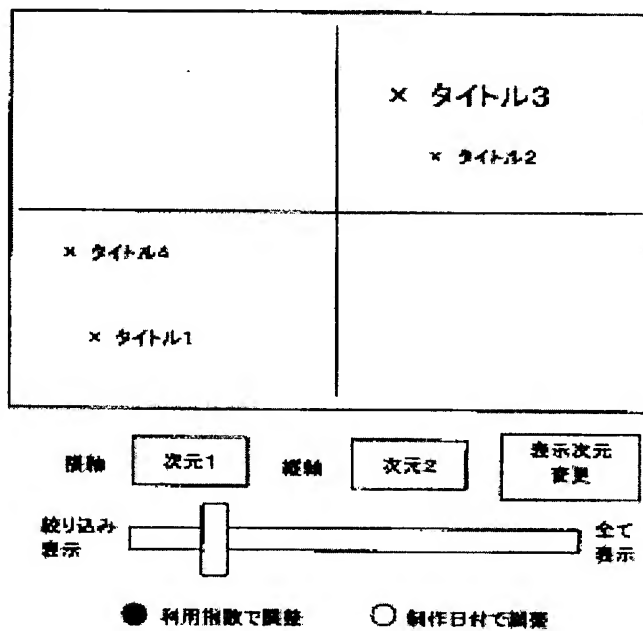 × タイトル3
× タイトル2
× タイトル4
× タイトル1
横軸 次元1 縦軸 次元2 表示次元
変更
絞り込み
表示
全て
表示
● 利用指数で調整 ○ 制作日付で調整